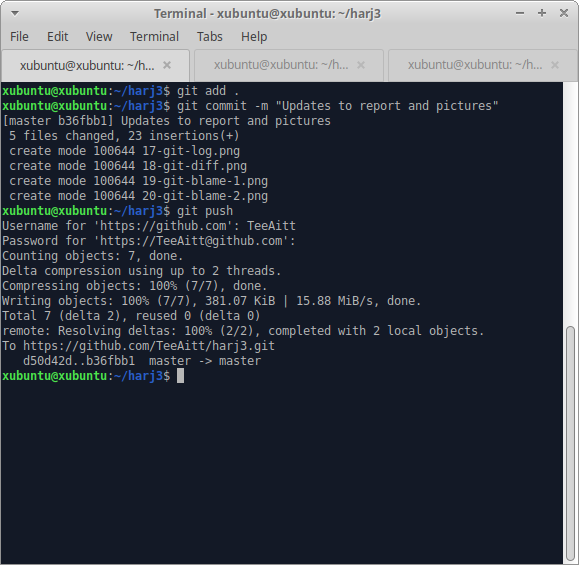 Terminal - xubuntu@xubuntu: ~/harj3
File Edit View Terminal Tabs Help
xubuntu@xubuntu: ~/h... xubuntu@xubuntu: ~/h... xubuntu@xubuntu: ~/h...
xubuntu@xubuntu:~/harj3$ git add .
xubuntu@xubuntu:~/harj3$ git commit -m "Updates to report and pictures"
[master b36fbb1] Updates to report and pictures
 5 files changed, 23 insertions(+)
 create mode 100644 17-git-log.png
 create mode 100644 18-git-diff.png
 create mode 100644 19-git-blame-1.png
 create mode 100644 20-git-blame-2.png
xubuntu@xubuntu:~/harj3$ git push
Username for 'https://github.com': TeeAitt
Password for 'https://TeeAitt@github.com':
Counting objects: 7, done.
Delta compression using up to 2 threads.
Compressing objects: 100% (7/7), done.
Writing objects: 100% (7/7), 381.07 KiB | 15.88 MiB/s, done.
Total 7 (delta 2), reused 0 (delta 0)
remote: Resolving deltas: 100% (2/2), completed with 2 local objects.
To https://github.com/TeeAitt/harj3.git
   d50d42d..b36fbb1  master -> master
xubuntu@xubuntu:~/harj3$